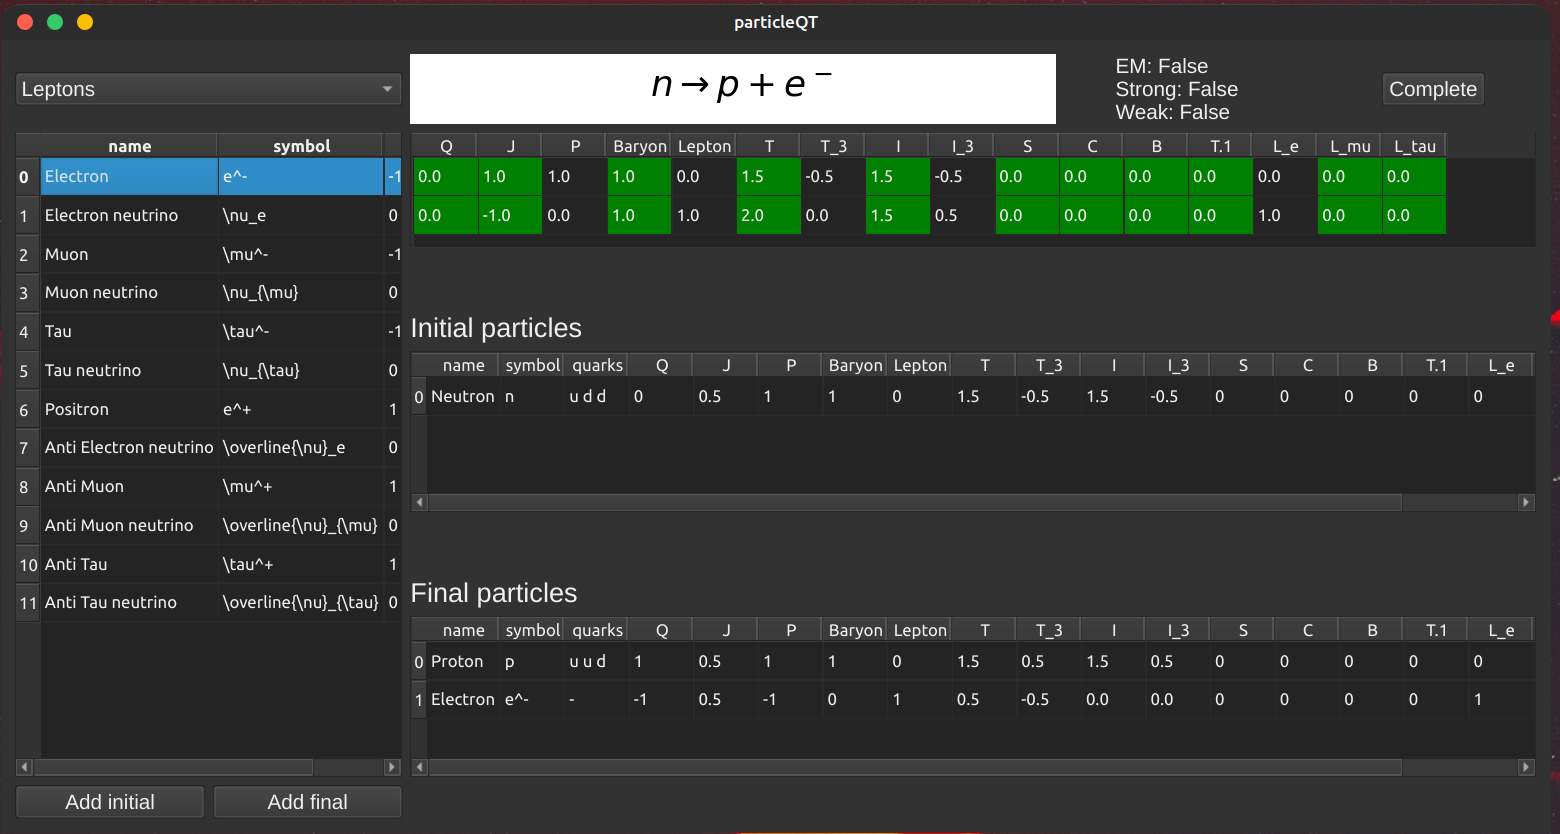 particleQT
Leptons
n → p + e⁻
EM: False
Strong: False
Weak: False
Complete
name symbol
0 Electron e^- -1
1 Electron neutrino \nu_e 0
2 Muon \mu^- -1
3 Muon neutrino \nu_{\mu} 0
4 Tau \tau^- -1
5 Tau neutrino \nu_{\tau} 0
6 Positron e^+ 1
7 Anti Electron neutrino \overline{\nu}_e 0
8 Anti Muon \mu^+ 1
9 Anti Muon neutrino \overline{\nu}_{\mu} 0
10 Anti Tau \tau^+ 1
11 Anti Tau neutrino \overline{\nu}_{\tau} 0
Add initial Add final
Q J P Baryon Lepton T T_3 I I_3 S C B T.1 L_e L_mu L_tau
0.0 1.0 1.0 1.0 0.0 1.5 -0.5 1.5 -0.5 0.0 0.0 0.0 0.0 0.0 0.0 0.0
0.0 -1.0 0.0 1.0 1.0 2.0 0.0 1.5 0.5 0.0 0.0 0.0 0.0 1.0 0.0 0.0
Initial particles
name symbol quarks Q J P Baryon Lepton T T_3 I I_3 S C B T.1 L_e
0 Neutron n u d d 0 0.5 1 1 0 1.5 -0.5 1.5 -0.5 0 0 0 0 0
Final particles
name symbol quarks Q J P Baryon Lepton T T_3 I I_3 S C B T.1 L_e
0 Proton p u u d 1 0.5 1 1 0 1.5 0.5 1.5 0.5 0 0 0 0 0
1 Electron e^- - -1 0.5 -1 0 1 0.5 -0.5 0.0 0.0 0 0 0 0 1